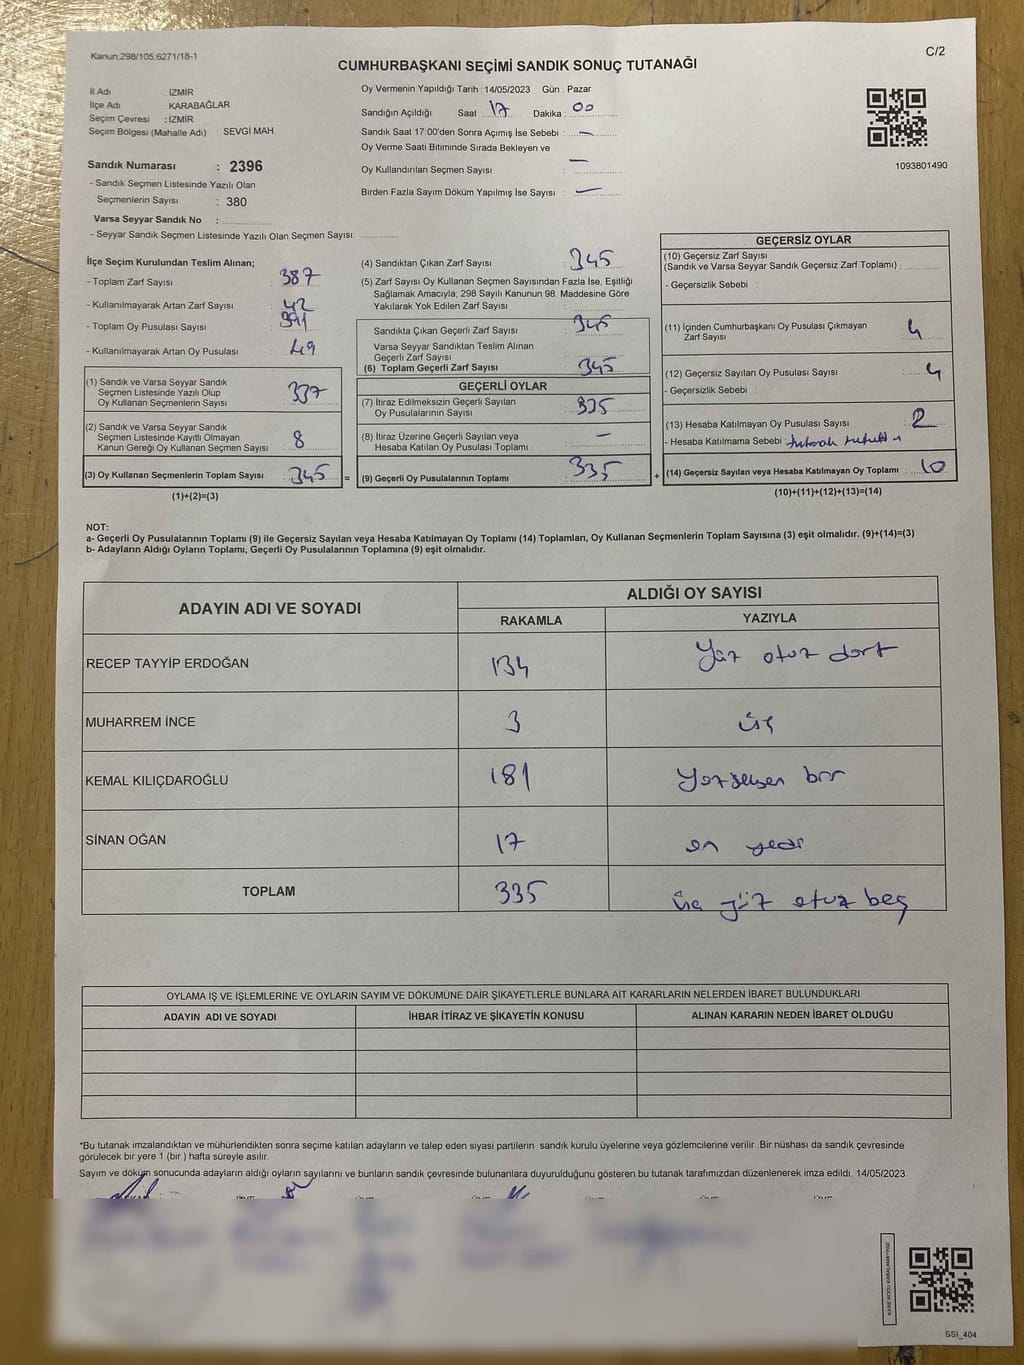 Kanun;298/105;6271/18-1
C/2
CUMHURBAŞKANI SEÇİMİ SANDIK SONUÇ TUTANAĞI
İl Adı : İZMİR
İlçe Adı KARABAĞLAR
Seçim Çevresi : İZMİR
Seçim Bölgesi (Mahalle Adı) : SEVGİ MAH.
Sandık Numarası : 2396
- Sandık Seçmen Listesinde Yazılı Olan
Seçmenlerin Sayısı : 380
Varsa Seyyar Sandık No :
- Seyyar Sandık Seçmen Listesinde Yazılı Olan Seçmen Sayısı:
Oy Vermenin Yapıldığı Tarih : 14/05/2023 Gün : Pazar
Sandığın Açıldığı Saat : 17 Dakika : 00
Sandık Saat 17.00'den Sonra Açımış İse Sebebi : —
Oy Verme Saati Bitiminde Sırada Bekleyen ve
Oy Kullandırılan Seçmen Sayısı : —
Birden Fazla Sayım Döküm Yapılmış İse Sayısı : —
1093801490
İlçe Seçim Kurulundan Teslim Alınan;
- Toplam Zarf Sayısı : 387
- Kullanılmayarak Artan Zarf Sayısı : 42
- Toplam Oy Pusulası Sayısı : 394
- Kullanılmayarak Artan Oy Pusulası : 49
(1) Sandık ve Varsa Seyyar Sandık
Seçmen Listesinde Yazılı Olup
Oy Kullanan Seçmenlerin Sayısı : 337
(2) Sandık ve Varsa Seyyar Sandık
Seçmen Listesinde Kayıtlı Olmayan
Kanun Gereği Oy Kullanan Seçmen Sayısı : 8
(3) Oy Kullanan Seçmenlerin Toplam Sayısı : 345 =
(1)+(2)=(3)
(4) Sandıktan Çıkan Zarf Sayısı : 345
(5) Zarf Sayısı Oy Kullanan Seçmen Sayısından Fazla İse, Eşitliği
Sağlamak Amacıyla; 298 Sayılı Kanunun 98. Maddesine Göre
Yakılarak Yok Edilen Zarf Sayısı :
Sandıkta Çıkan Geçerli Zarf Sayısı : 345
Varsa Seyyar Sandıktan Teslim Alınan
Geçerli Zarf Sayısı :
(6) Toplam Geçerli Zarf Sayısı : 345
GEÇERLİ OYLAR
(7) İtiraz Edilmeksizin Geçerli Sayılan
Oy Pusulalarının Sayısı : 335
(8) İtiraz Üzerine Geçerli Sayılan veya
Hesaba Katılan Oy Pusulası Toplamı : —
(9) Geçerli Oy Pusulalarının Toplamı : 335 +
GEÇERSİZ OYLAR
(10) Geçersiz Zarf Sayısı
(Sandık ve Varsa Seyyar Sandık Geçersiz Zarf Toplamı) :
- Geçersizlik Sebebi :
(11) İçinden Cumhurbaşkanı Oy Pusulası Çıkmayan
Zarf Sayısı : 4
(12) Geçersiz Sayılan Oy Pusulası Sayısı : 4
- Geçersizlik Sebebi :
(13) Hesaba Katılmayan Oy Pusulası Sayısı : 2
- Hesaba Katılmama Sebebi :
(14) Geçersiz Sayılan veya Hesaba Katılmayan Oy Toplamı : 10
(10)+(11)+(12)+(13)=(14)
NOT:
a- Geçerli Oy Pusulalarının Toplamı (9) ile Geçersiz Sayılan veya Hesaba Katılmayan Oy Toplamı (14) Toplamları, Oy Kullanan Seçmenlerin Toplam Sayısına (3) eşit olmalıdır. (9)+(14)=(3)
b- Adayların Aldığı Oyların Toplamı, Geçerli Oy Pusulalarının Toplamına (9) eşit olmalıdır.
ADAYIN ADI VE SOYADI
ALDIĞI OY SAYISI
RAKAMLA YAZIYLA
RECEP TAYYİP ERDOĞAN 134 Yüz otuz dört
MUHARREM İNCE 3 üç
KEMAL KILIÇDAROĞLU 181 Yüzseksen bir
SİNAN OĞAN 17 on yedi
TOPLAM 335 üç yüz otuz beş
OYLAMA İŞ VE İŞLEMLERİNE VE OYLARIN SAYIM VE DÖKÜMÜNE DAİR ŞİKAYETLERLE BUNLARA AİT KARARLARIN NELERDEN İBARET BULUNDUKLARI
ADAYIN ADI VE SOYADI İHBAR İTİRAZ VE ŞİKAYETİN KONUSU ALINAN KARARIN NEDEN İBARET OLDUĞU
*Bu tutanak imzalandıktan ve mühürlendikten sonra seçime katılan adayların ve talep eden siyasi partilerin sandık kurulu üyelerine veya gözlemcilerine verilir .Bir nüshası da sandık çevresinde
görülecek bir yere 1 (bir ) hafta süreyle asılır.
Sayım ve döküm sonucunda adayların aldığı oyların sayılarını ve bunların sandık çevresinde bulunanlara duyurulduğunu gösteren bu tutanak tarafımızdan düzenlenerek imza edildi. 14/05/2023
KARE KODU KARALAMAYINIZ!
SSI_404